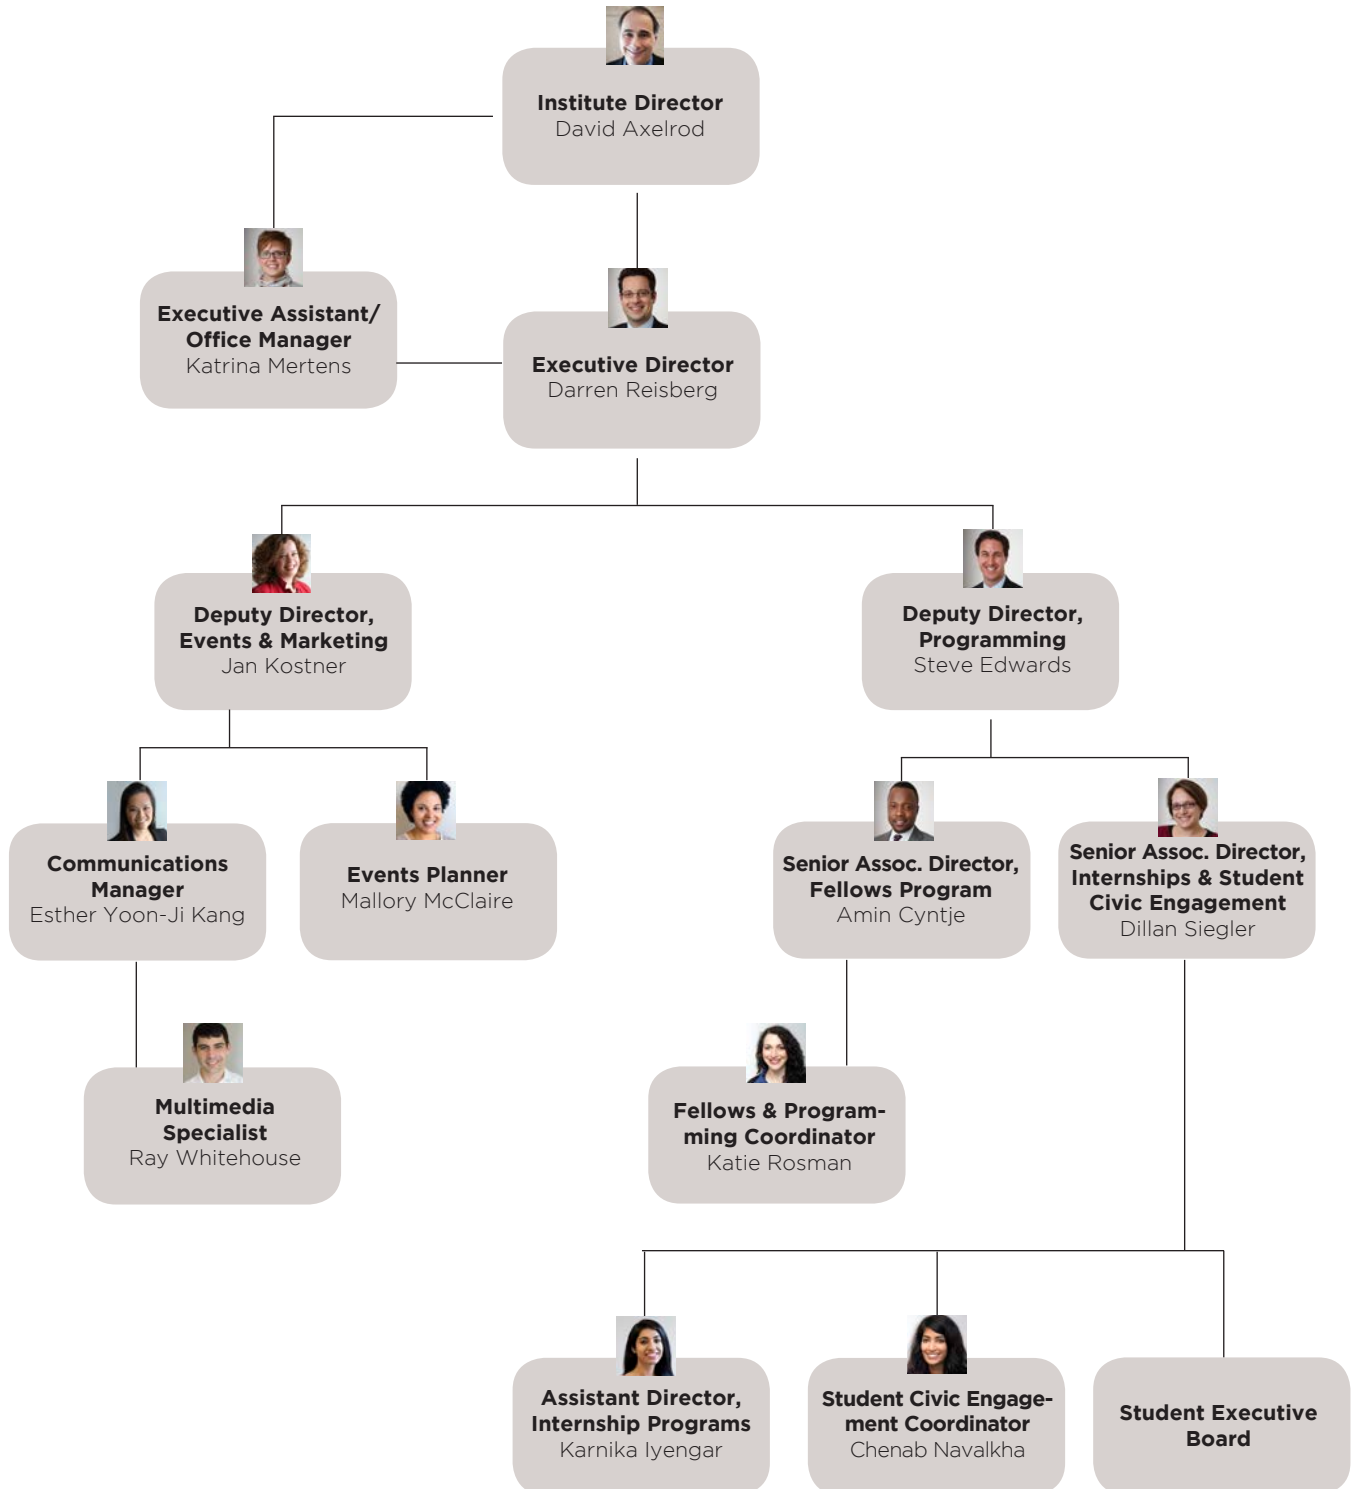 Institute Director
David Axelrod
Executive Assistant/
Office Manager
Katrina Mertens
Executive Director
Darren Reisberg
Deputy Director,
Events & Marketing
Jan Kostner
Deputy Director,
Programming
Steve Edwards
Communications
Manager
Esther Yoon-Ji Kang
Events Planner
Mallory McClaire
Senior Assoc. Director,
Fellows Program
Amin Cyntje
Senior Assoc. Director,
Internships & Student
Civic Engagement
Dillan Siegler
Multimedia
Specialist
Ray Whitehouse
Fellows & Program-
ming Coordinator
Katie Rosman
Assistant Director,
Internship Programs
Karnika Iyengar
Student Civic Engage-
ment Coordinator
Chenab Navalkha
Student Executive
Board